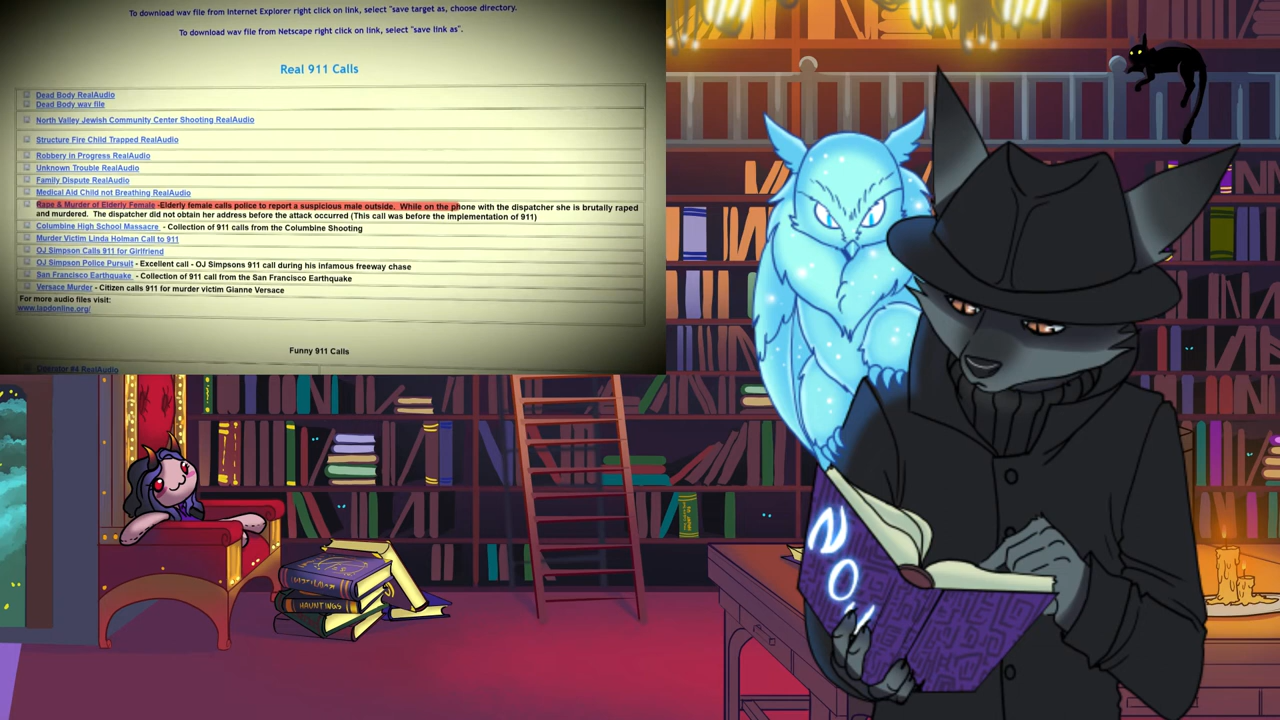 To download wav file from Internet Explorer right click on link, select "save target as, choose directory.
To download wav file from Netscape right click on link, select "save link as".
Real 911 Calls
Dead Body RealAudio
Dead Body wav file
North Valley Jewish Community Center Shooting RealAudio
Structure Fire Child Trapped RealAudio
Robbery In Progress RealAudio
Unknown Trouble RealAudio
Family Dispute RealAudio
Medical Aid Child not Breathing RealAudio
Rape & Murder of Elderly Female -Elderly female calls police to report a suspicious male outside. While on the phone with the dispatcher she is brutally raped
and murdered. The dispatcher did not obtain her address before the attack occurred (This call was before the implementation of 911)
Columbine High School Massacre - Collection of 911 calls from the Columbine Shooting
Murder Victim Linda Holman Call to 911
OJ Simpson Calls 911 for Girlfriend
OJ Simpson Police Pursuit - Excellent call - OJ Simpsons 911 call during his infamous freeway chase
San Francisco Earthquake - Collection of 911 call from the San Francisco Earthquake
Versace Murder - Citizen calls 911 for murder victim Gianne Versace
For more audio files visit:
www.lapdonline.org/
Funny 911 Calls
Operator #4 RealAudio
HAUNTINGS
NO